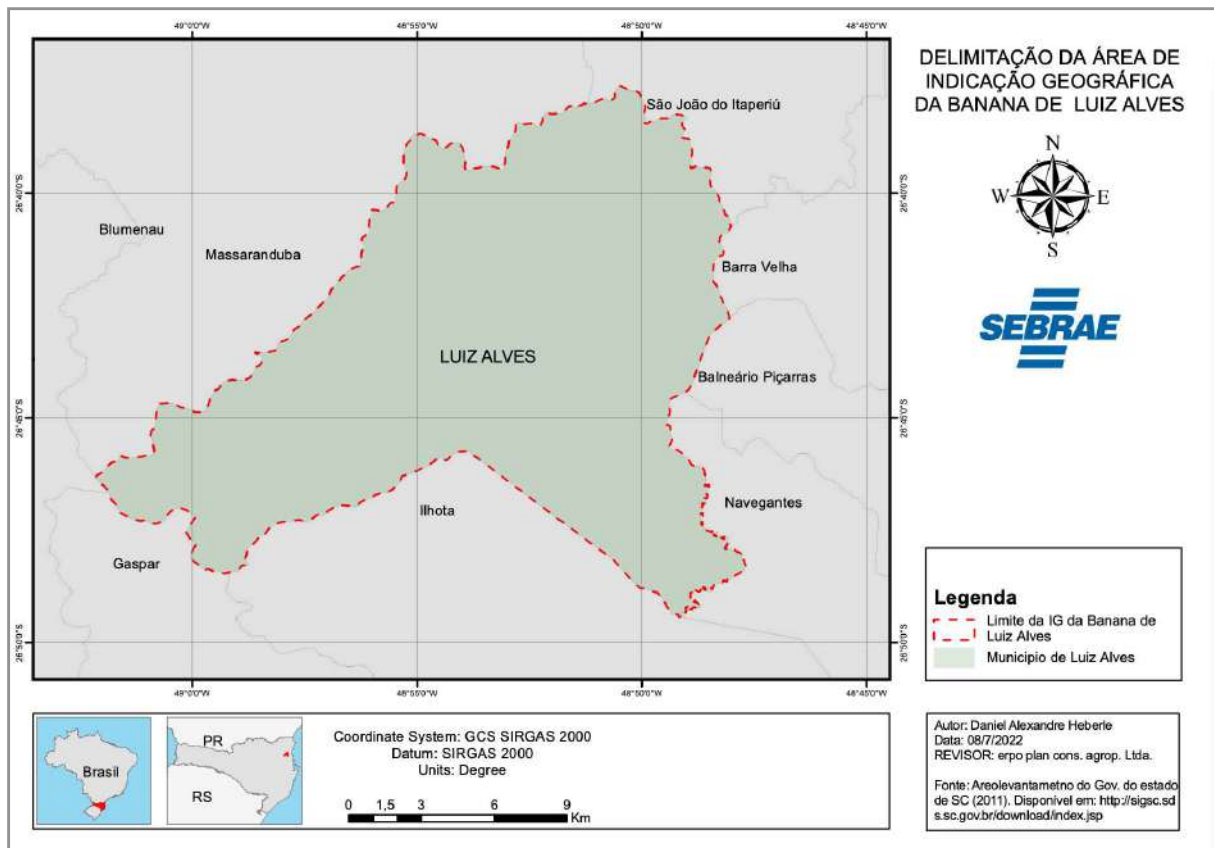 DELIMITAÇÃO DA ÁREA DE
INDICAÇÃO GEOGRÁFICA
DA BANANA DE LUIZ ALVES
N
W E
S
SEBRAE
49°0'0"W
48°55'0"W
48°50'0"W
48°45'0"W
26°40'0"S
26°40'0"S
26°45'0"S
26°45'0"S
26°50'0"S
26°50'0"S
São João do Itaperiú
Blumenau
Massaranduba
Barra Velha
LUIZ ALVES
Balneário Piçarras
Ilhota
Navegantes
Gaspar
49°0'0"W
48°55'0"W
48°50'0"W
48°45'0"W
Legenda
Limite da IG da Banana de
Luiz Alves
Municipio de Luiz Alves
Brasil
PR
RS
Coordinate System: GCS SIRGAS 2000
Datum: SIRGAS 2000
Units: Degree
0 1,5 3 6 9
Km
Autor: Daniel Alexandre Heberle
Data: 08/7/2022
REVISOR: erpo plan cons. agrop. Ltda.
Fonte: Areolevantametno do Gov. do estado
de SC (2011). Disponível em: http://sigsc.sd
s.sc.gov.br/download/index.jsp